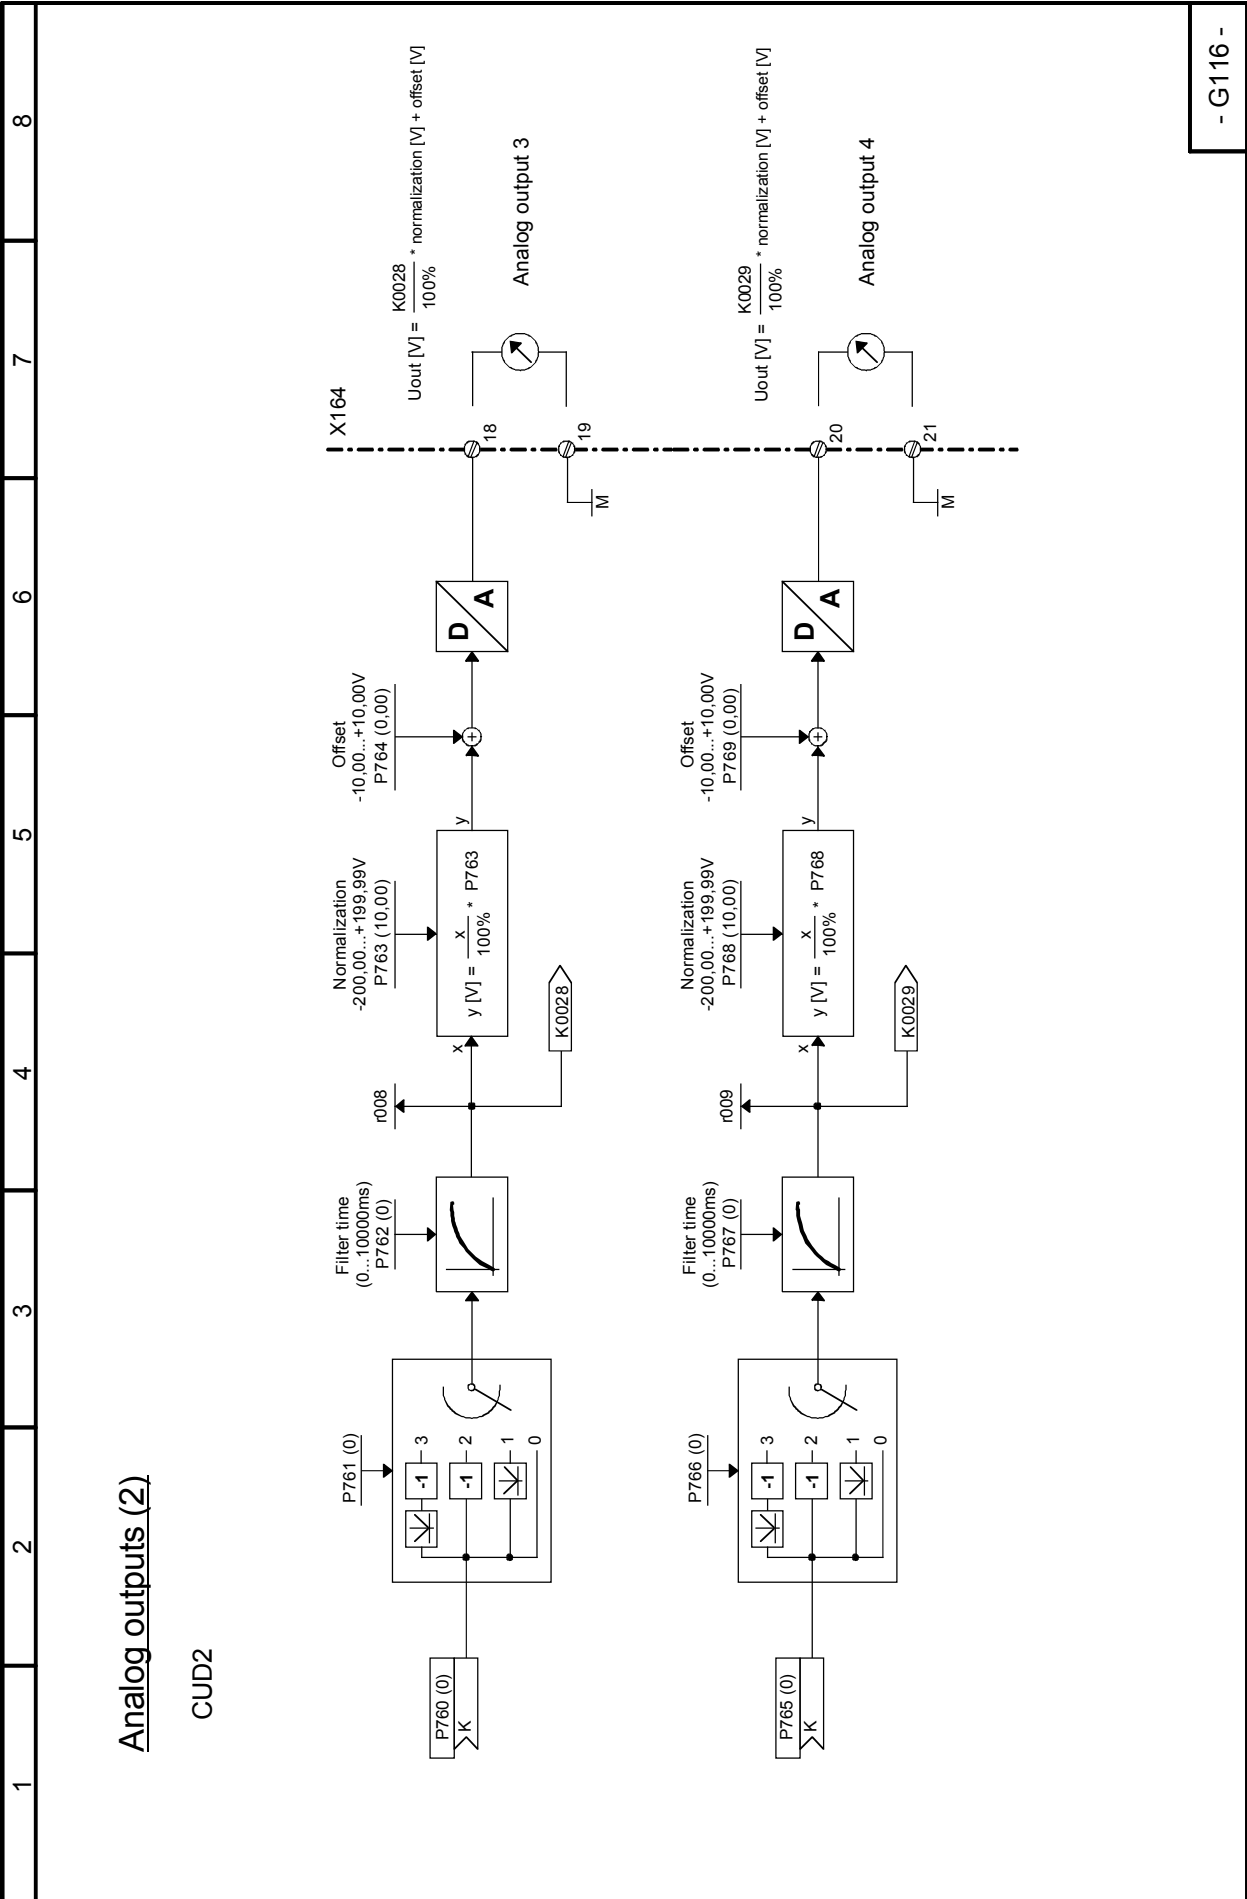 1
2
3
4
5
6
7
8
Analog outputs (2)
CUD2
P760 (0)
K
P761 (0)
-1
3
-1
2
1
0
Filter time
(0...10000ms)
P762 (0)
r008
K0028
Normalization
-200,00...+199,99V
P763 (10,00)
x
y [V] = x / 100% * P763
y
Offset
-10,00...+10,00V
P764 (0,00)
+
D
A
X164
18
19
M
Uout [V] = K0028 / 100% * normalization [V] + offset [V]
Analog output 3
P765 (0)
K
P766 (0)
-1
3
-1
2
1
0
Filter time
(0...10000ms)
P767 (0)
r009
K0029
Normalization
-200,00...+199,99V
P768 (10,00)
x
y [V] = x / 100% * P768
y
Offset
-10,00...+10,00V
P769 (0,00)
+
D
A
20
21
M
Uout [V] = K0029 / 100% * normalization [V] + offset [V]
Analog output 4
- G116 -